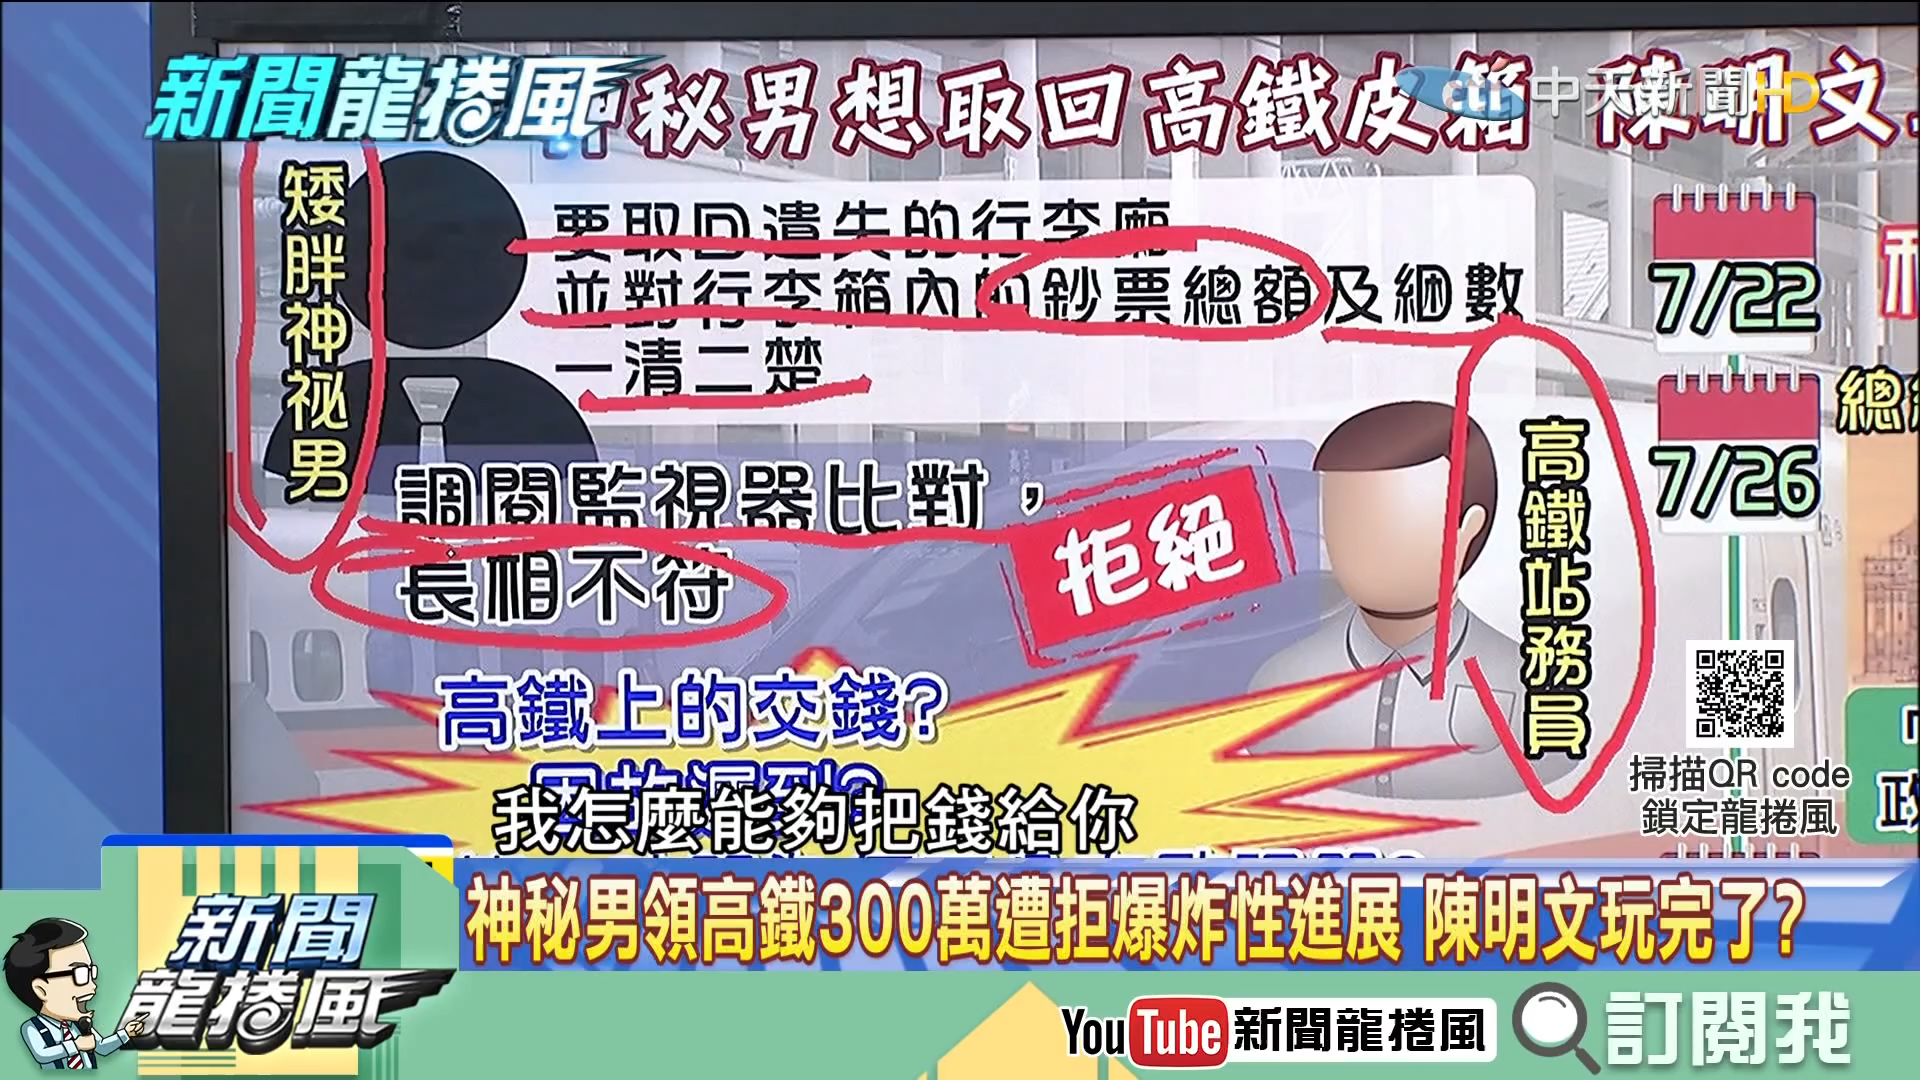 新聞龍捲風
神秘男想取回高鐵皮箱 陳明文
中天新聞HD
矮胖神祕男
要取回遺失的行李廂
並對行李箱內的鈔票總額及綑數
一清二楚
7/22
7/26
調閱監視器比對，
長相不符
拒絕
高鐵站務員
高鐵上的交錢?
我怎麼能夠把錢給你
掃描QR code
鎖定龍捲風
神秘男領高鐵300萬遭拒爆炸性進展 陳明文玩完了?
新聞
龍捲風
YouTube 新聞龍捲風
訂閱我